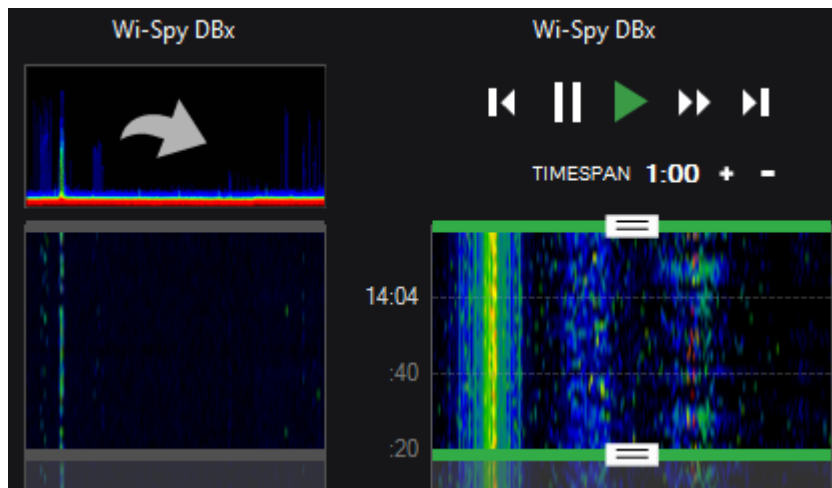 Wi-Spy DBx
Wi-Spy DBx
TIMESPAN 1:00 + -
14:04
:40
:20